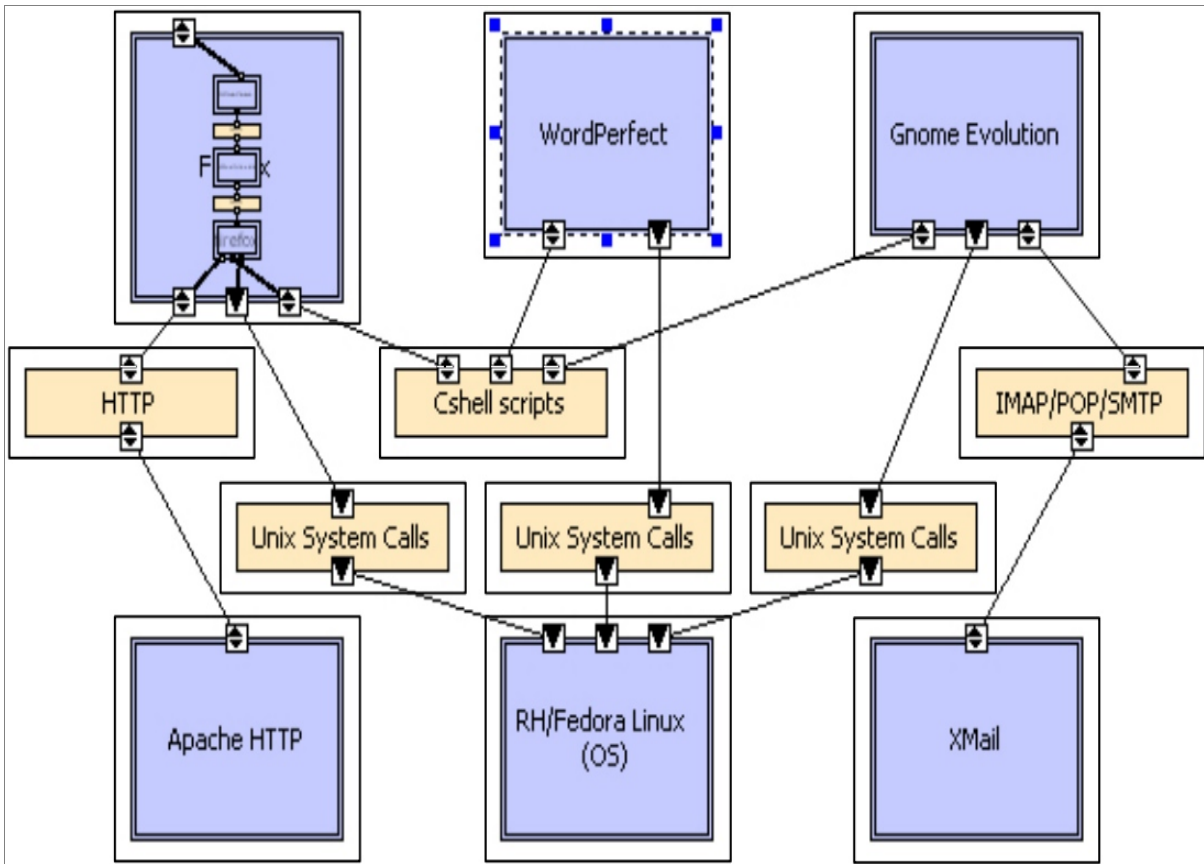 firefox
WordPerfect
Gnome Evolution
HTTP
Cshell scripts
IMAP/POP/SMTP
Unix System Calls
Unix System Calls
Unix System Calls
Apache HTTP
RH/Fedora Linux
(OS)
XMail